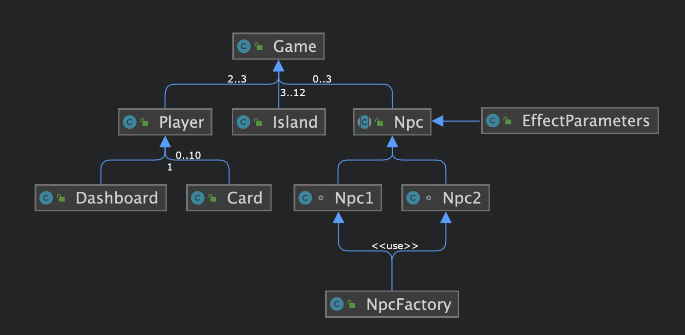 Game
2..3
0..3
3..12
Player
Island
Npc
EffectParameters
0..10
1
Dashboard
Card
Npc1
Npc2
<<use>>
NpcFactory